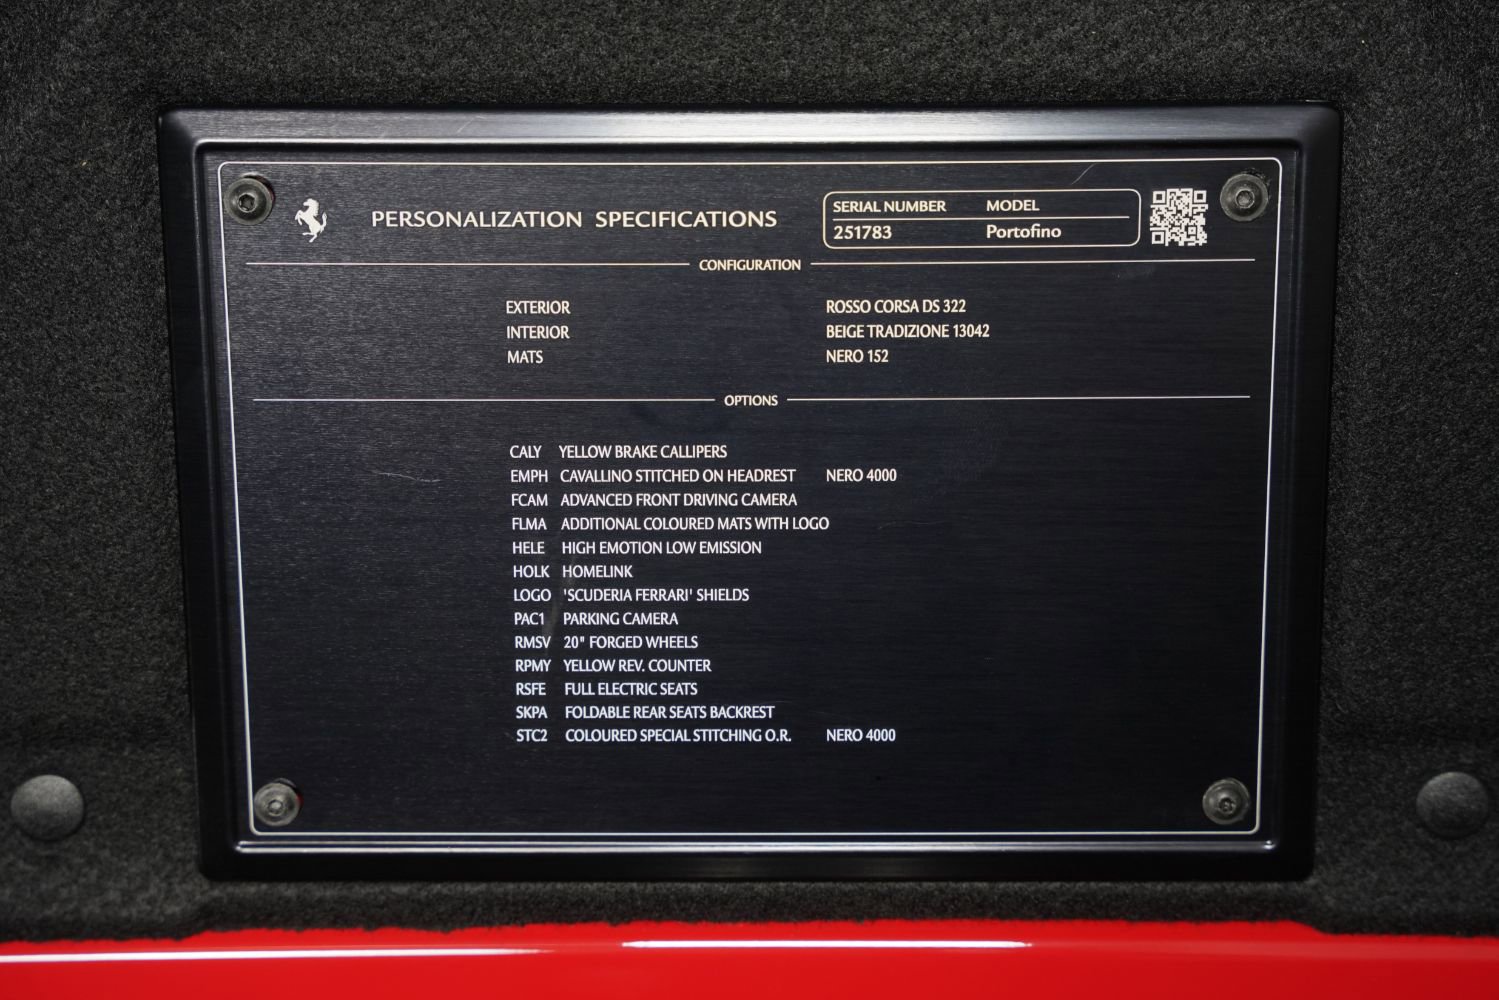 PERSONALIZATION SPECIFICATIONS
SERIAL NUMBER MODEL
251783 Portofino
CONFIGURATION
EXTERIOR ROSSO CORSA DS 322
INTERIOR BEIGE TRADIZIONE 13042
MATS NERO 152
OPTIONS
CALY YELLOW BRAKE CALLIPERS
EMPH CAVALLINO STITCHED ON HEADREST NERO 4000
FCAM ADVANCED FRONT DRIVING CAMERA
FLMA ADDITIONAL COLOURED MATS WITH LOGO
HELE HIGH EMOTION LOW EMISSION
HOLK HOMELINK
LOGO 'SCUDERIA FERRARI' SHIELDS
PAC1 PARKING CAMERA
RMSV 20" FORGED WHEELS
RPMY YELLOW REV. COUNTER
RSFE FULL ELECTRIC SEATS
SKPA FOLDABLE REAR SEATS BACKREST
STC2 COLOURED SPECIAL STITCHING O.R. NERO 4000